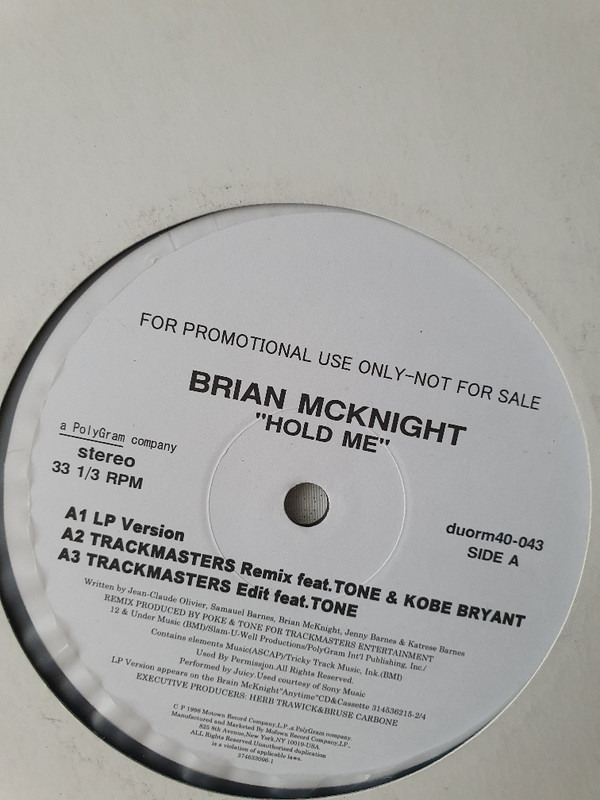 FOR PROMOTIONAL USE ONLY-NOT FOR SALE
BRIAN MCKNIGHT
"HOLD ME"
a PolyGram company
stereo
33 1/3 RPM
duorm40-043
SIDE A
A1 LP Version
A2 TRACKMASTERS Remix feat.TONE & KOBE BRYANT
A3 TRACKMASTERS Edit feat.TONE
Written by Jean-Claude Olivier, Samauel Barnes, Brian McKnight, Jenny Barnes & Katrese Barnes
REMIX PRODUCED BY POKE & TONE FOR TRACKMASTERS ENTERTAINMENT
12 & Under Music (BMI)/Slam-U-Well Productions/PolyGram Int'l Publishing, Inc./
Contains elements Music(ASCAP)/Tricky Track Music, Ink.(BMI)
Used By Permissjon.All Rights Reserved.
Performed by Juicy.Used courtesy of Sony Music
LP Version appears on the Brain McKnight"Anytime"CD&Cassette 314536215-2/4
EXECUTIVE PRODUCERS: HERB TRAWICK&BRUSE CARBONE
C P 1998 Motown Record Company,L.P.,a PolyGram company
Manufactured and Marketed By Motown Record Company,LP.,
825 8th Avenue,New York,NY 10019-USA
ALL Rights Reserved.Unauthorised duplication
is a violation of applicable laws.
374633096-1